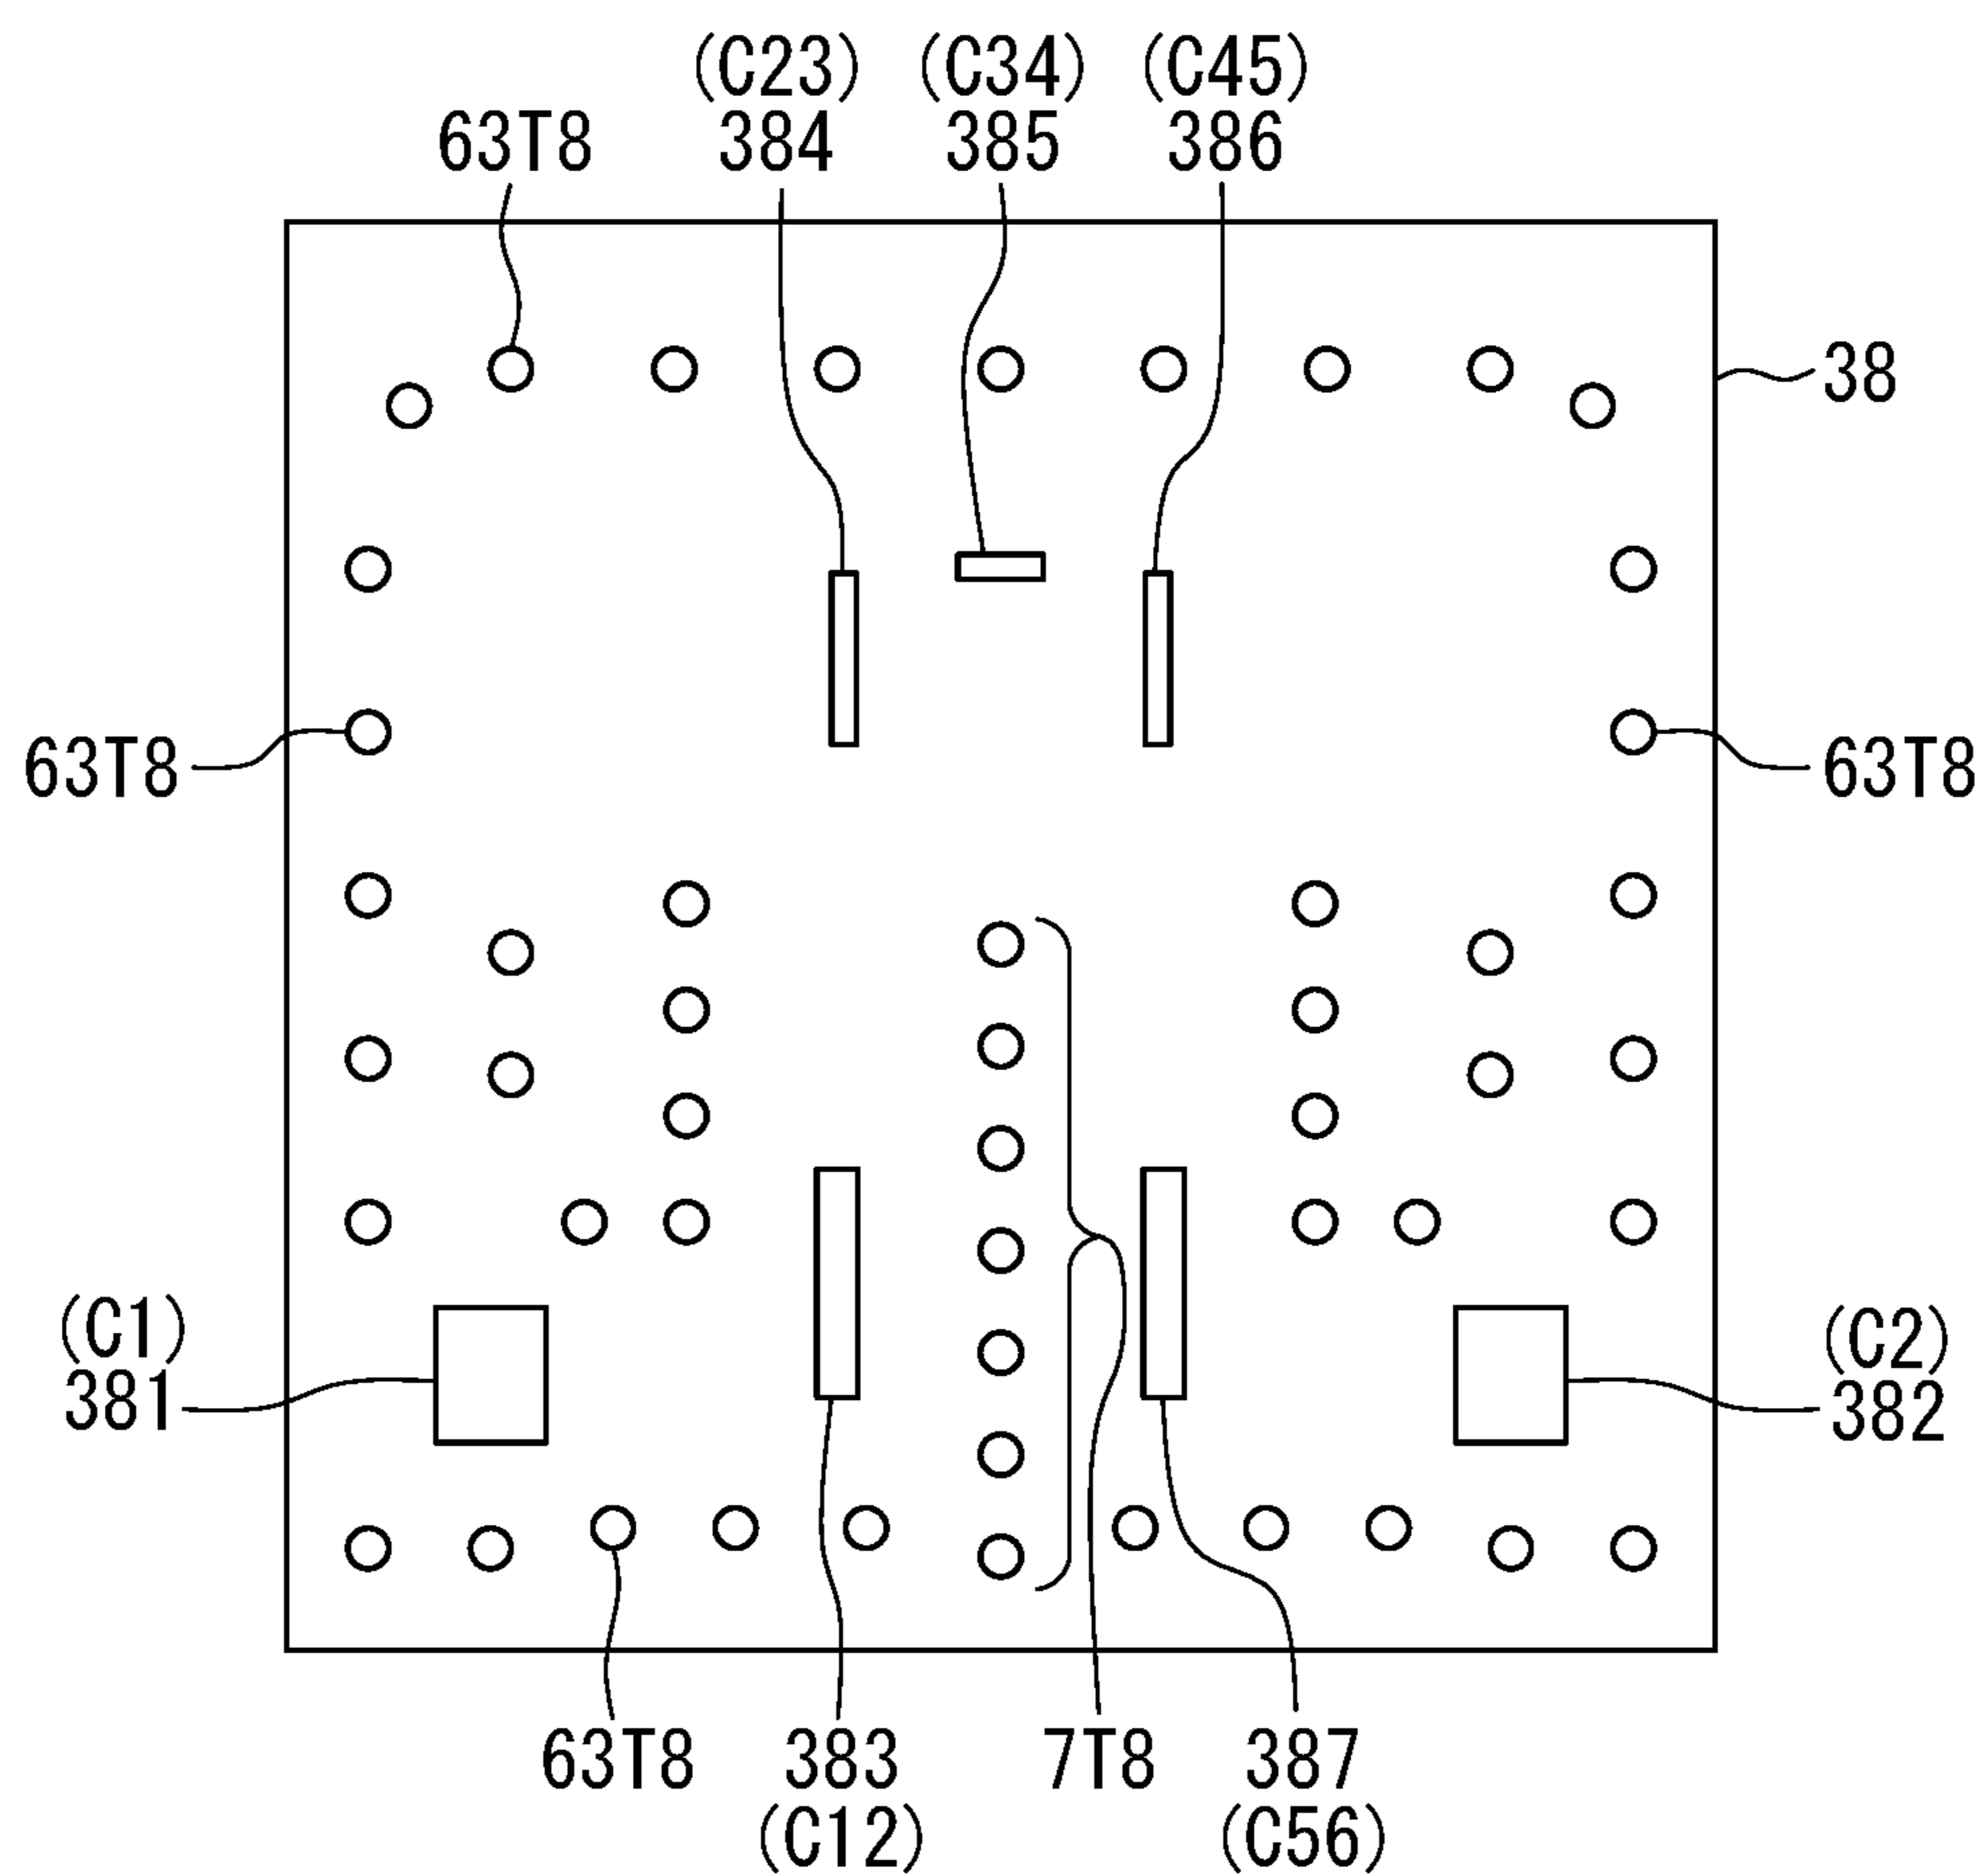 (C23) (C34) (C45)
63T8 384 385 386
38
63T8 63T8
(C1) (C2)
381 382
63T8 383 7T8 387
(C12) (C56)